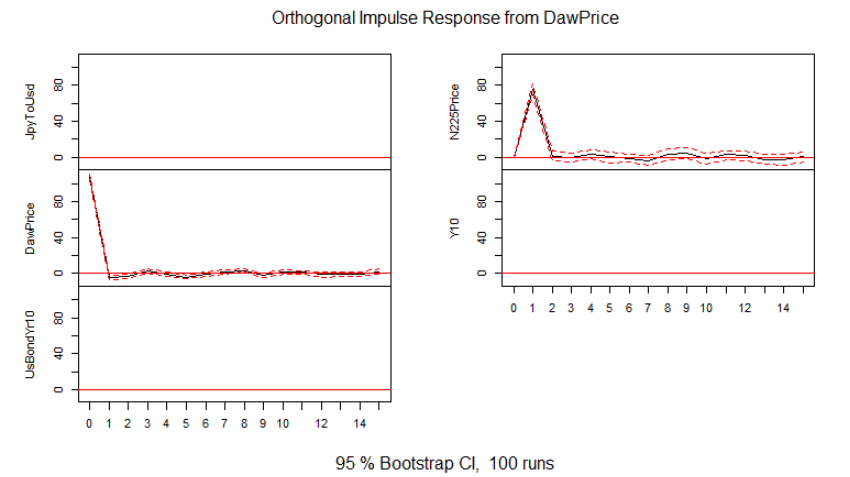 Orthogonal Impulse Response from DawPrice
JpyToUsd
0 40 80
DawPrice
0 40 80
UsBondYr10
0 40 80
0 1 2 3 4 5 6 7 8 9 10 12 14
N225Price
0 40 80
Y10
0 40 80
0 1 2 3 4 5 6 7 8 9 10 12 14
95 % Bootstrap CI, 100 runs